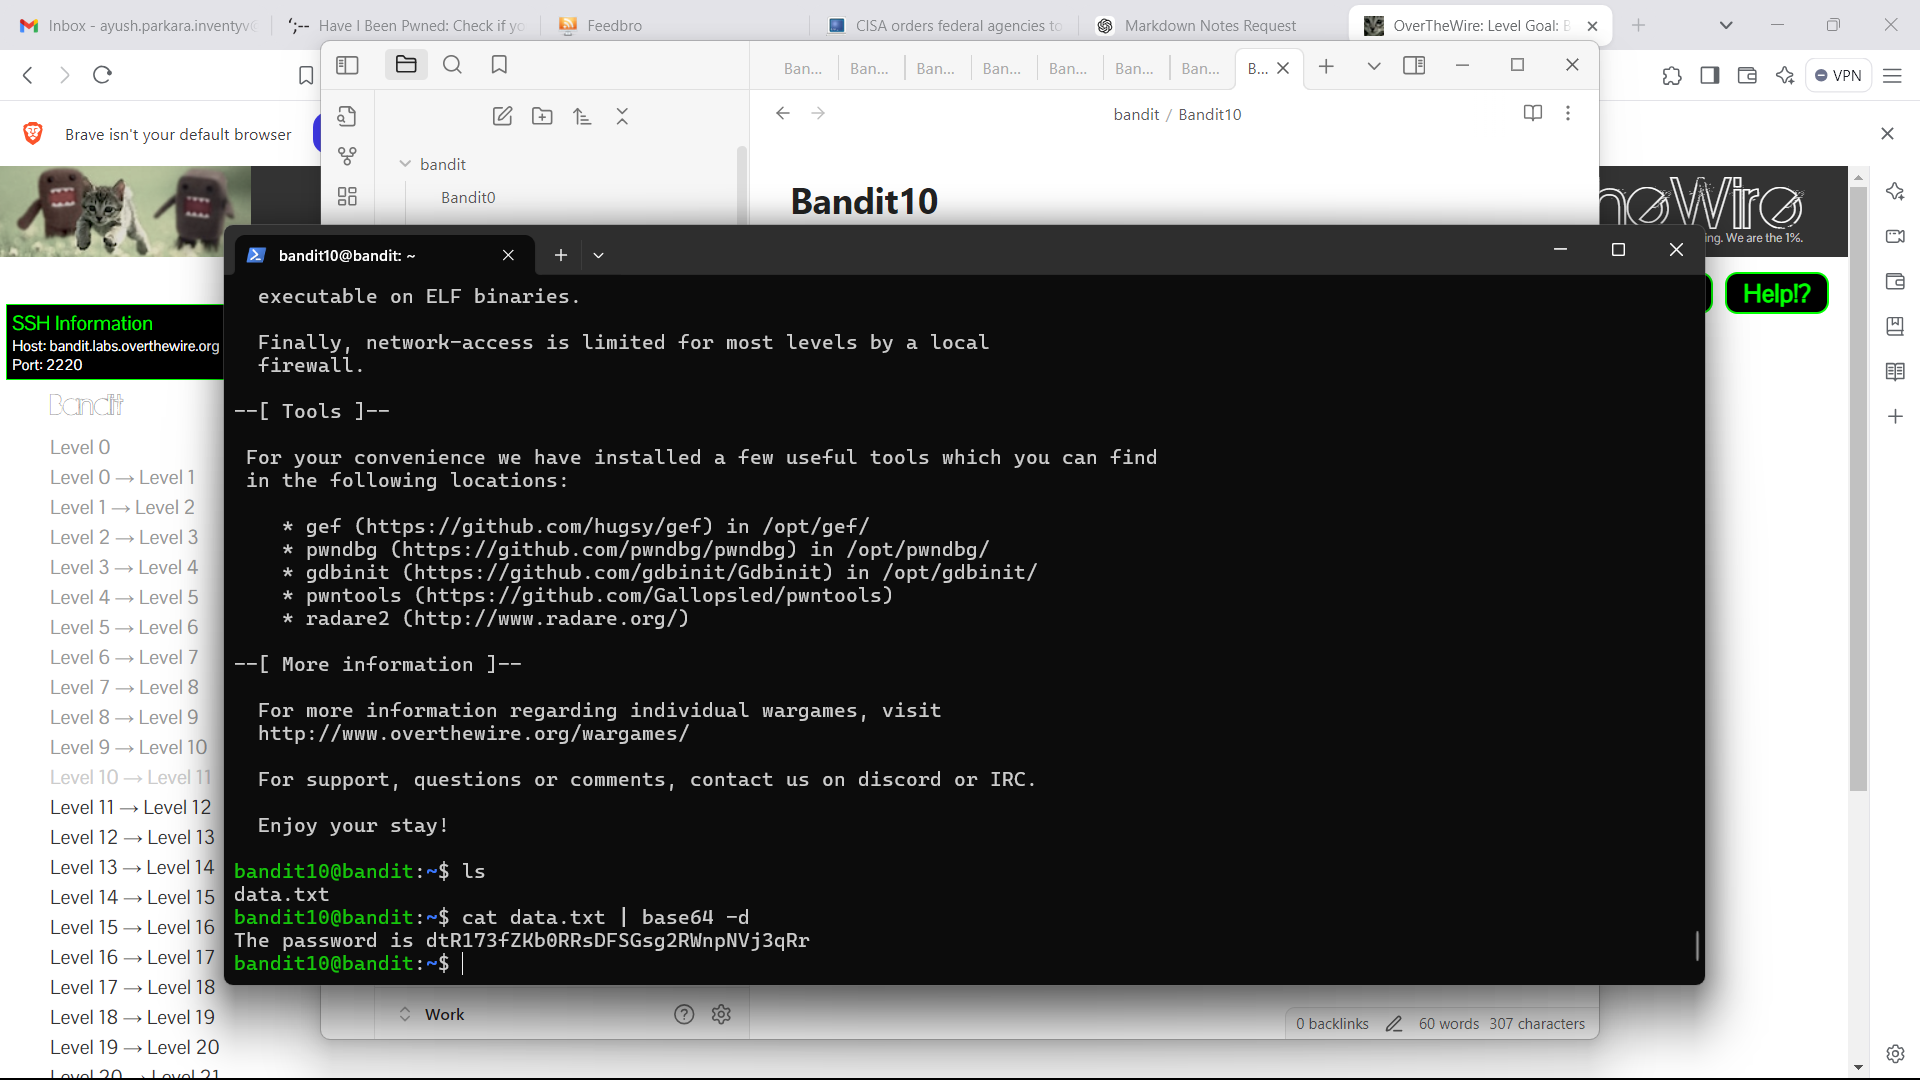 Inbox - ayush.parkara.inventyv@
Have I Been Pwned: Check if yo
Feedbro
CISA orders federal agencies to
Markdown Notes Request
OverTheWire: Level Goal: B
VPN
Brave isn't your default browser
Ban...
Ban...
Ban...
Ban...
Ban...
Ban...
Ban...
B...
bandit / Bandit10
bandit
Bandit0
Bandit10
heWire
ing. We are the 1%.
Help!?
SSH Information
Host: bandit.labs.overthewire.org
Port: 2220
Bandit
Level 0
Level 0 → Level 1
Level 1 → Level 2
Level 2 → Level 3
Level 3 → Level 4
Level 4 → Level 5
Level 5 → Level 6
Level 6 → Level 7
Level 7 → Level 8
Level 8 → Level 9
Level 9 → Level 10
Level 10 → Level 11
Level 11 → Level 12
Level 12 → Level 13
Level 13 → Level 14
Level 14 → Level 15
Level 15 → Level 16
Level 16 → Level 17
Level 17 → Level 18
Level 18 → Level 19
Level 19 → Level 20
Level 20 → Level 21
bandit10@bandit: ~
executable on ELF binaries.
Finally, network-access is limited for most levels by a local
firewall.
--[ Tools ]--
For your convenience we have installed a few useful tools which you can find
in the following locations:
* gef (https://github.com/hugsy/gef) in /opt/gef/
* pwndbg (https://github.com/pwndbg/pwndbg) in /opt/pwndbg/
* gdbinit (https://github.com/gdbinit/Gdbinit) in /opt/gdbinit/
* pwntools (https://github.com/Gallopsled/pwntools)
* radare2 (http://www.radare.org/)
--[ More information ]--
For more information regarding individual wargames, visit
http://www.overthewire.org/wargames/
For support, questions or comments, contact us on discord or IRC.
Enjoy your stay!
bandit10@bandit:~$ ls
data.txt
bandit10@bandit:~$ cat data.txt | base64 -d
The password is dtR173fZKb0RRsDFSGsg2RWnpNVj3qRr
bandit10@bandit:~$
Work
0 backlinks
60 words
307 characters